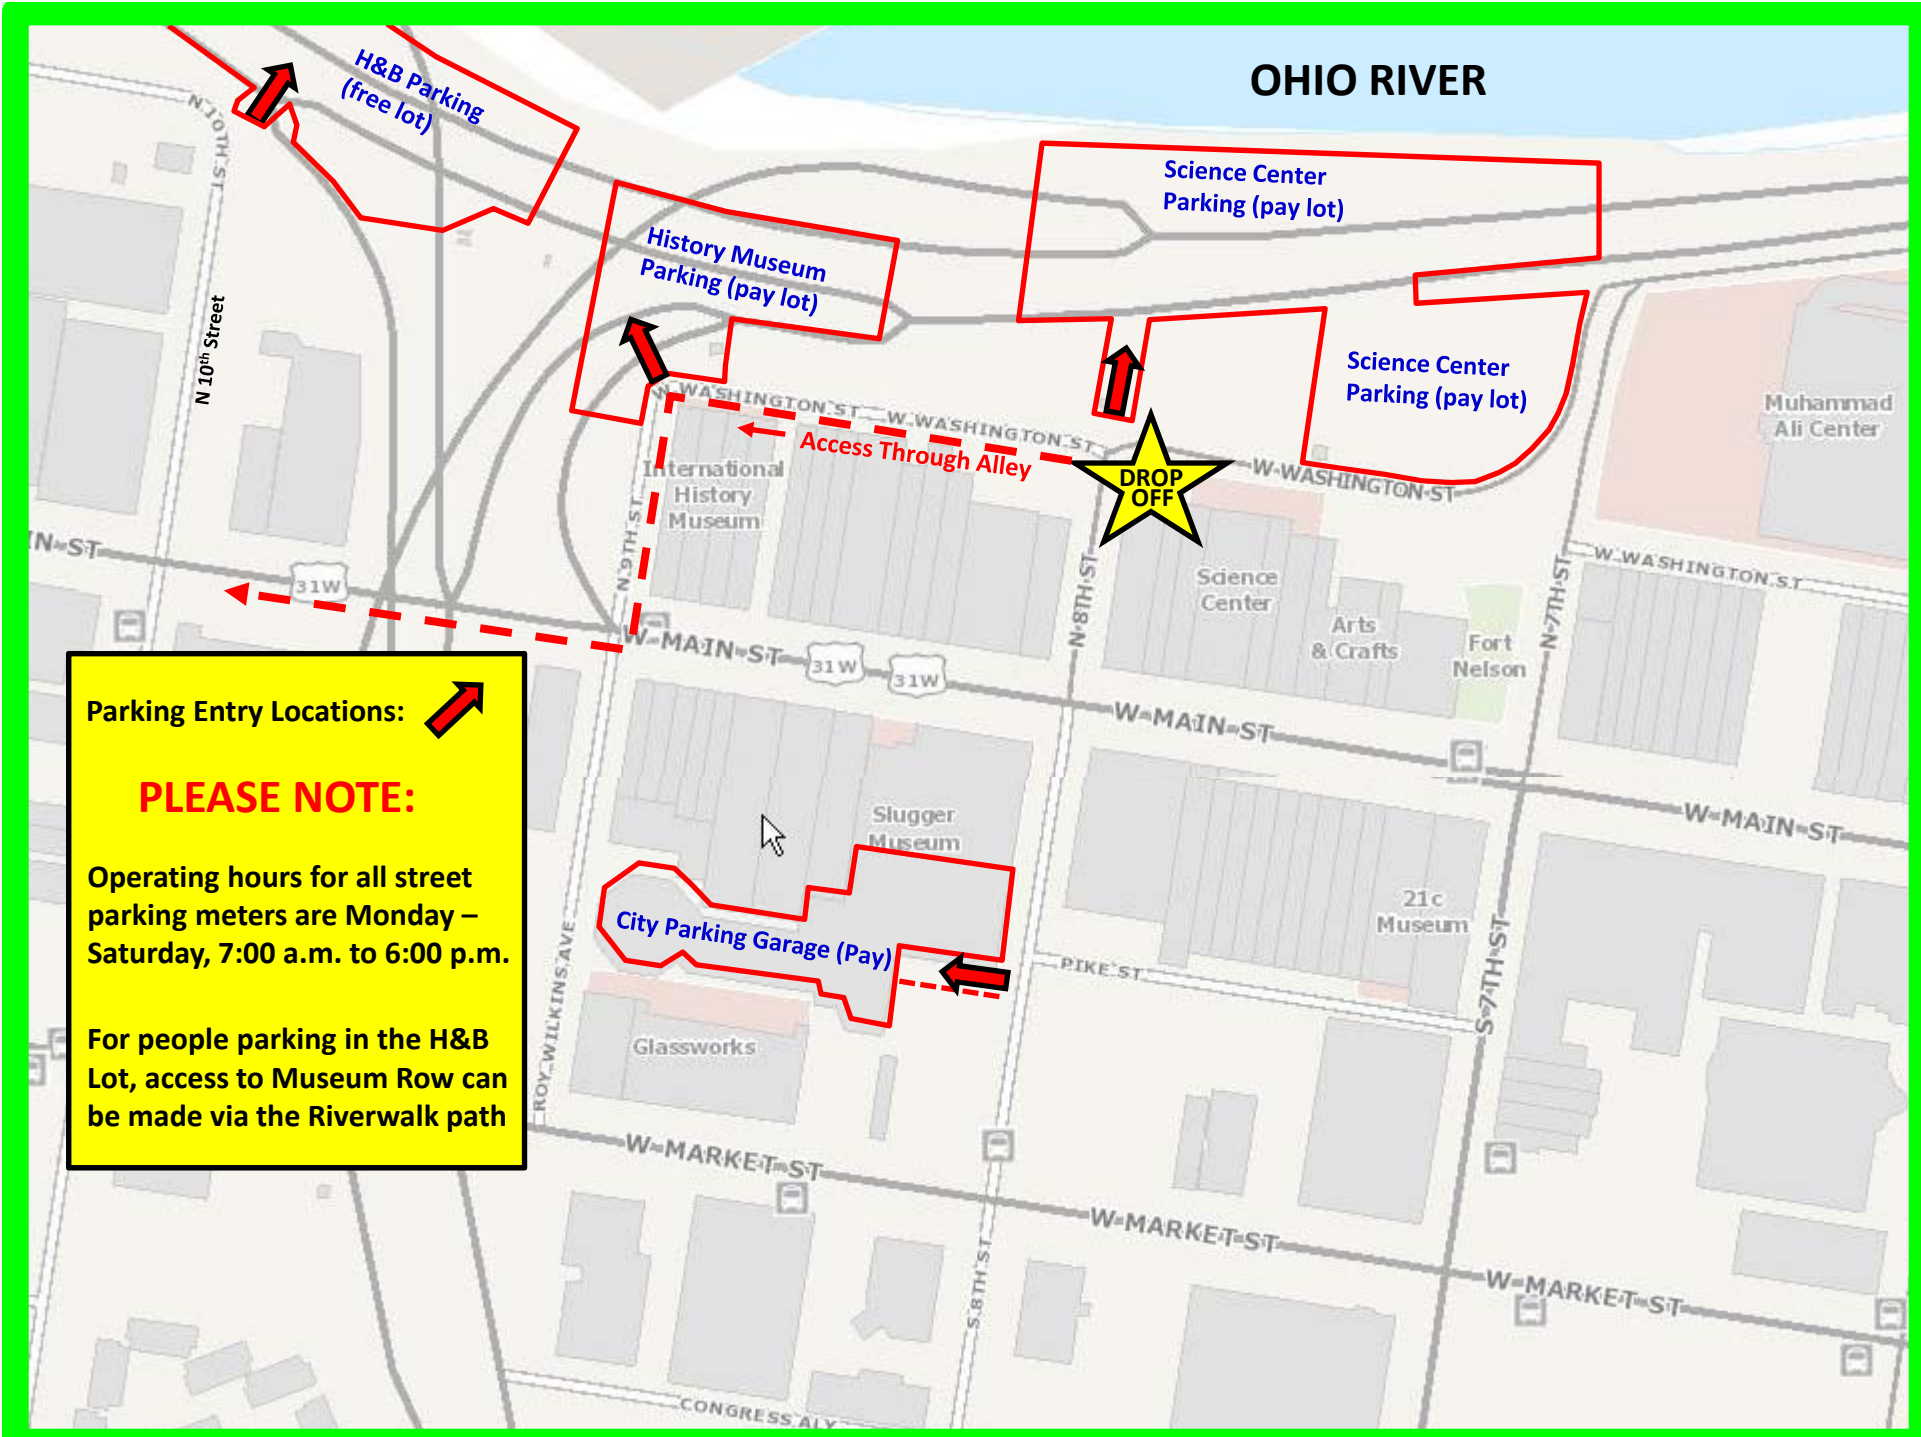 OHIO RIVER
H&B Parking
(free lot)
N 10TH ST
Science Center
Parking (pay lot)
History Museum
Parking (pay lot)
N 10th Street
Science Center
Parking (pay lot)
Muhammad
Ali Center
W WASHINGTON ST
W WASHINGTON ST
Access Through Alley
DROP
OFF
W WASHINGTON ST
International
History
Museum
N 9TH ST
IN ST
31W
W WASHINGTON ST
N 8TH ST
Science
Center
Arts
& Crafts
Fort
Nelson
N 7TH ST
W MAIN ST
31W
31W
W MAIN ST
W MAIN ST
Parking Entry Locations:
PLEASE NOTE:
Operating hours for all street
parking meters are Monday –
Saturday, 7:00 a.m. to 6:00 p.m.
For people parking in the H&B
Lot, access to Museum Row can
be made via the Riverwalk path
Slugger
Museum
City Parking Garage (Pay)
21c
Museum
PIKE ST
S 7TH ST
ROY WILKINS AVE
Glassworks
W MARKET ST
W MARKET ST
W MARKET ST
S 8TH ST
CONGRESS ALY